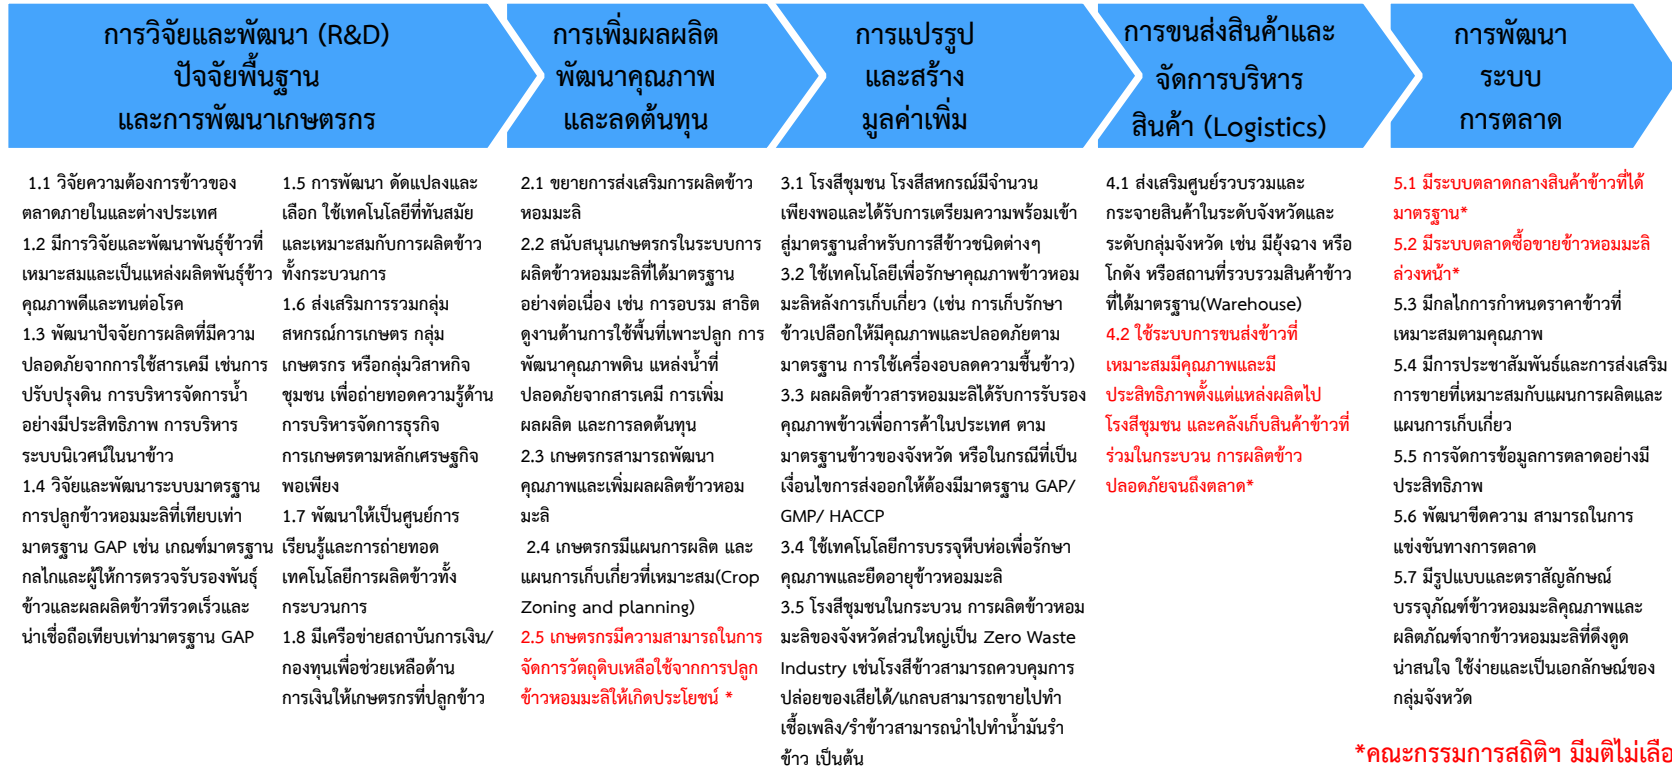 การวิจัยและพัฒนา (R&D)
ปัจจัยพื้นฐาน
และการพัฒนาเกษตรกร
การเพิ่มผลผลิต
พัฒนาคุณภาพ
และลดต้นทุน
การแปรรูป
และสร้าง
มูลค่าเพิ่ม
การขนส่งสินค้าและ
จัดการบริหาร
สินค้า (Logistics)
การพัฒนา
ระบบ
การตลาด
1.1 วิจัยความต้องการข้าวของ
ตลาดภายในและต่างประเทศ
1.2 มีการวิจัยและพัฒนาพันธุ์ข้าวที่
เหมาะสมและเป็นแหล่งผลิตพันธุ์ข้าว
คุณภาพดีและทนต่อโรค
1.3 พัฒนาปัจจัยการผลิตที่มีความ
ปลอดภัยจากการใช้สารเคมี เช่นการ
ปรับปรุงดิน การบริหารจัดการน้ำ
อย่างมีประสิทธิภาพ การบริหาร
ระบบนิเวศน์ในนาข้าว
1.4 วิจัยและพัฒนาระบบมาตรฐาน
การปลูกข้าวหอมมะลิที่เทียบเท่า
มาตรฐาน GAP เช่น เกณฑ์มาตรฐาน
กลไกและผู้ให้การตรวจรับรองพันธุ์
ข้าวและผลผลิตข้าวทีรวดเร็วและ
น่าเชื่อถือเทียบเท่ามาตรฐาน GAP
1.5 การพัฒนา ดัดแปลงและ
เลือก ใช้เทคโนโลยีที่ทันสมัย
และเหมาะสมกับการผลิตข้าว
ทั้งกระบวนการ
1.6 ส่งเสริมการรวมกลุ่ม
สหกรณ์การเกษตร กลุ่ม
เกษตรกร หรือกลุ่มวิสาหกิจ
ชุมชน เพื่อถ่ายทอดความรู้ด้าน
การบริหารจัดการธุรกิจ
การเกษตรตามหลักเศรษฐกิจ
พอเพียง
1.7 พัฒนาให้เป็นศูนย์การ
เรียนรู้และการถ่ายทอด
เทคโนโลยีการผลิตข้าวทั้ง
กระบวนการ
1.8 มีเครือข่ายสถาบันการเงิน/
กองทุนเพื่อช่วยเหลือด้าน
การเงินให้เกษตรกรที่ปลูกข้าว
2.1 ขยายการส่งเสริมการผลิตข้าว
หอมมะลิ
2.2 สนับสนุนเกษตรกรในระบบการ
ผลิตข้าวหอมมะลิที่ได้มาตรฐาน
อย่างต่อเนื่อง เช่น การอบรม สาธิต
ดูงานด้านการใช้พื้นที่เพาะปลูก การ
พัฒนาคุณภาพดิน แหล่งน้ำที่
ปลอดภัยจากสารเคมี การเพิ่ม
ผลผลิต และการลดต้นทุน
2.3 เกษตรกรสามารถพัฒนา
คุณภาพและเพิ่มผลผลิตข้าวหอม
มะลิ
2.4 เกษตรกรมีแผนการผลิต และ
แผนการเก็บเกี่ยวที่เหมาะสม(Crop
Zoning and planning)
2.5 เกษตรกรมีความสามารถในการ
จัดการวัตถุดิบเหลือใช้จากการปลูก
ข้าวหอมมะลิให้เกิดประโยชน์ *
3.1 โรงสีชุมชน โรงสีสหกรณ์มีจำนวน
เพียงพอและได้รับการเตรียมความพร้อมเข้า
สู่มาตรฐานสำหรับการสีข้าวชนิดต่างๆ
3.2 ใช้เทคโนโลยีเพื่อรักษาคุณภาพข้าวหอม
มะลิหลังการเก็บเกี่ยว (เช่น การเก็บรักษา
ข้าวเปลือกให้มีคุณภาพและปลอดภัยตาม
มาตรฐาน การใช้เครื่องอบลดความชื้นข้าว)
3.3 ผลผลิตข้าวสารหอมมะลิได้รับการรับรอง
คุณภาพข้าวเพื่อการค้าในประเทศ ตาม
มาตรฐานข้าวของจังหวัด หรือในกรณีที่เป็น
เงื่อนไขการส่งออกให้ต้องมีมาตรฐาน GAP/
GMP/ HACCP
3.4 ใช้เทคโนโลยีการบรรจุหีบห่อเพื่อรักษา
คุณภาพและยืดอายุข้าวหอมมะลิ
3.5 โรงสีชุมชนในกระบวน การผลิตข้าวหอม
มะลิของจังหวัดส่วนใหญ่เป็น Zero Waste
Industry เช่นโรงสีข้าวสามารถควบคุมการ
ปล่อยของเสียได้/แกลบสามารถขายไปทำ
เชื้อเพลิง/รำข้าวสามารถนำไปทำน้ำมันรำ
ข้าว เป็นต้น
4.1 ส่งเสริมศูนย์รวบรวมและ
กระจายสินค้าในระดับจังหวัดและ
ระดับกลุ่มจังหวัด เช่น มียุ้งฉาง หรือ
โกดัง หรือสถานที่รวบรวมสินค้าข้าว
ที่ได้มาตรฐาน(Warehouse)
4.2 ใช้ระบบการขนส่งข้าวที่
เหมาะสมมีคุณภาพและมี
ประสิทธิภาพตั้งแต่แหล่งผลิตไป
โรงสีชุมชน และคลังเก็บสินค้าข้าวที่
ร่วมในกระบวน การผลิตข้าว
ปลอดภัยจนถึงตลาด*
5.1 มีระบบตลาดกลางสินค้าข้าวที่ได้
มาตรฐาน*
5.2 มีระบบตลาดซื้อขายข้าวหอมมะลิ
ล่วงหน้า*
5.3 มีกลไกการกำหนดราคาข้าวที่
เหมาะสมตามคุณภาพ
5.4 มีการประชาสัมพันธ์และการส่งเสริม
การขายที่เหมาะสมกับแผนการผลิตและ
แผนการเก็บเกี่ยว
5.5 การจัดการข้อมูลการตลาดอย่างมี
ประสิทธิภาพ
5.6 พัฒนาขีดความ สามารถในการ
แข่งขันทางการตลาด
5.7 มีรูปแบบและตราสัญลักษณ์
บรรจุภัณฑ์ข้าวหอมมะลิคุณภาพและ
ผลิตภัณฑ์จากข้าวหอมมะลิที่ดึงดูด
น่าสนใจ ใช้ง่ายและเป็นเอกลักษณ์ของ
กลุ่มจังหวัด
*คณะกรรมการสถิติฯ มีมติไม่เลือ